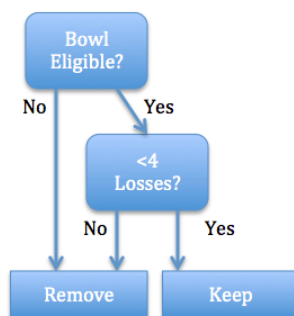 Bowl
Eligible?
No
Yes
<4
Losses?
No
Yes
Remove
Keep